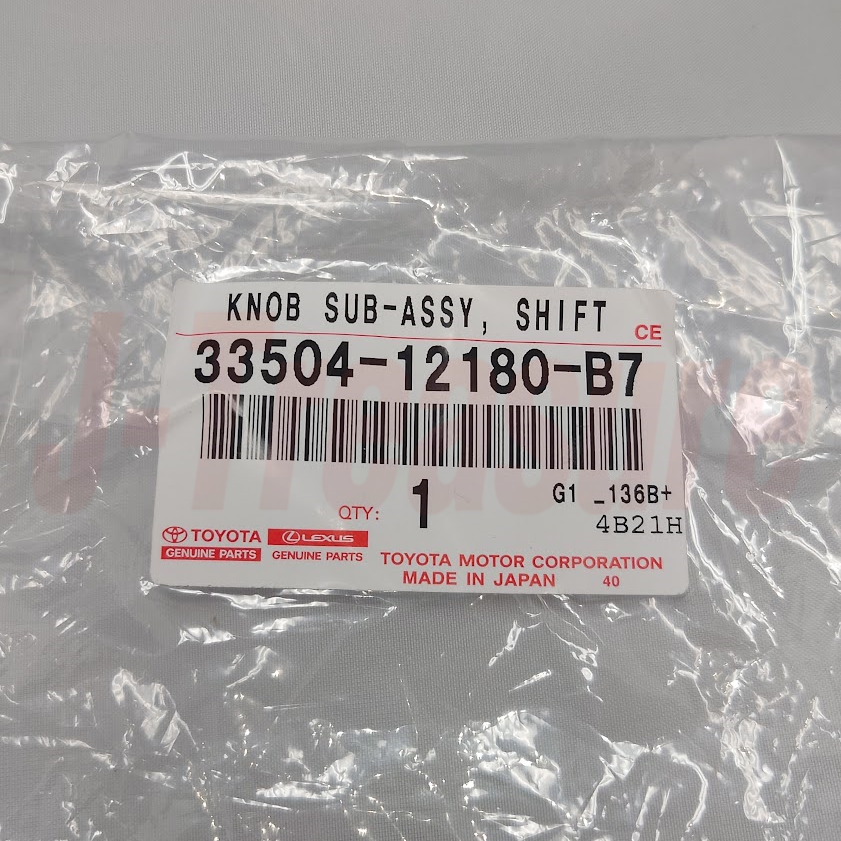 KNOB SUB-ASSY, SHIFT
CE
33504-12180-B7
QTY: 1
G1 _136B+
4B21H
TOYOTA
GENUINE PARTS
LEXUS
GENUINE PARTS
TOYOTA MOTOR CORPORATION
MADE IN JAPAN 40
J-Treasure